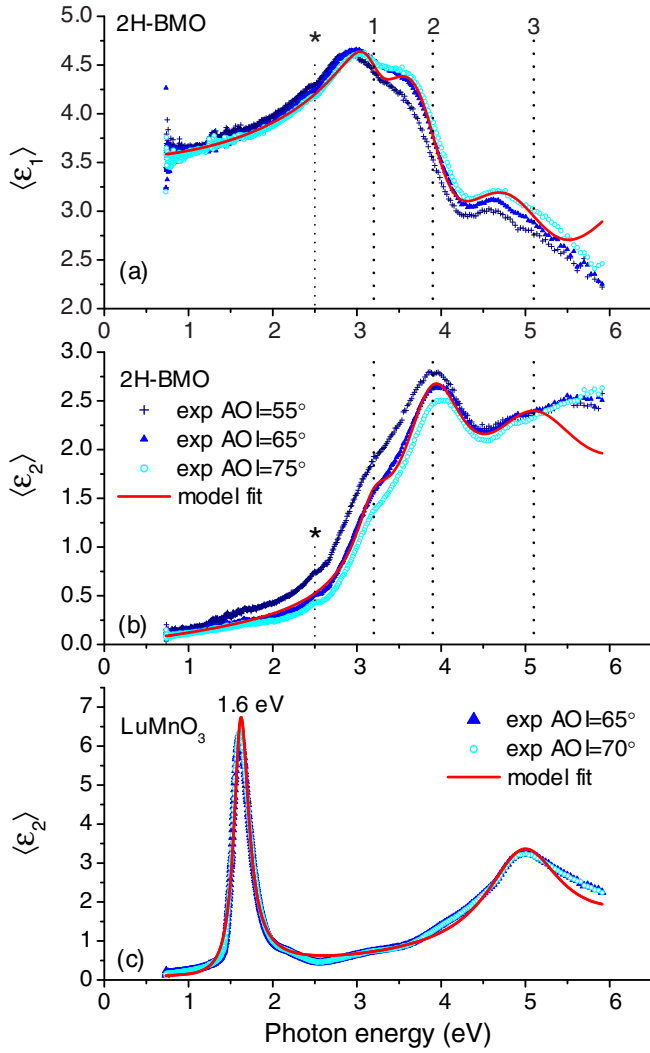 2H-BMO
* 1 2 3
5.0
4.5
4.0
3.5
3.0
2.5
2.0
⟨ε₁⟩
(a)
0 1 2 3 4 5 6
3.0
2.5
2.0
1.5
1.0
0.5
0.0
⟨ε₂⟩
2H-BMO
exp AOI=55°
exp AOI=65°
exp AOI=75°
model fit
*
(b)
0 1 2 3 4 5 6
7
6
5
4
3
2
1
0
⟨ε₂⟩
1.6 eV
LuMnO₃
exp AOI=65°
exp AOI=70°
model fit
(c)
0 1 2 3 4 5 6
Photon energy (eV)